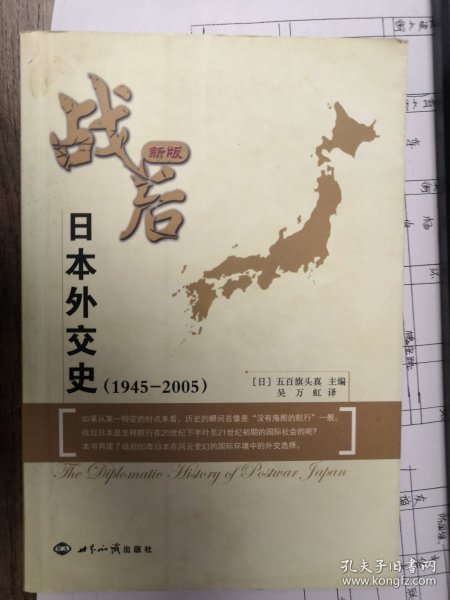 战后
新版
日本外交史
(1945-2005)
[日] 五百旗头真 主编
吴万虹 译
如果从某一特定的时点来看，历史的瞬间总像是“没有海图的航行”一般。
战后日本是怎样航行在20世纪下半叶至21世纪初期的国际社会的呢？
本书再现了战后60年日本在风云变幻的国际环境中的外交选择。
The Diplomatic History of Postwar Japan
世界知识出版社
孔夫子旧书网
www.kongfz.com